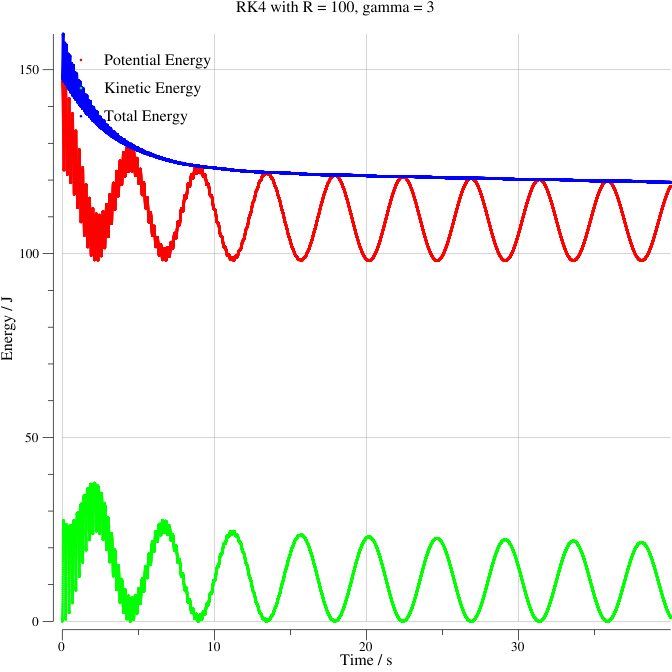 RK4 with R = 100, gamma = 3
Potential Energy
Kinetic Energy
Total Energy
150
100
50
0
Energy / J
0
10
20
30
Time / s